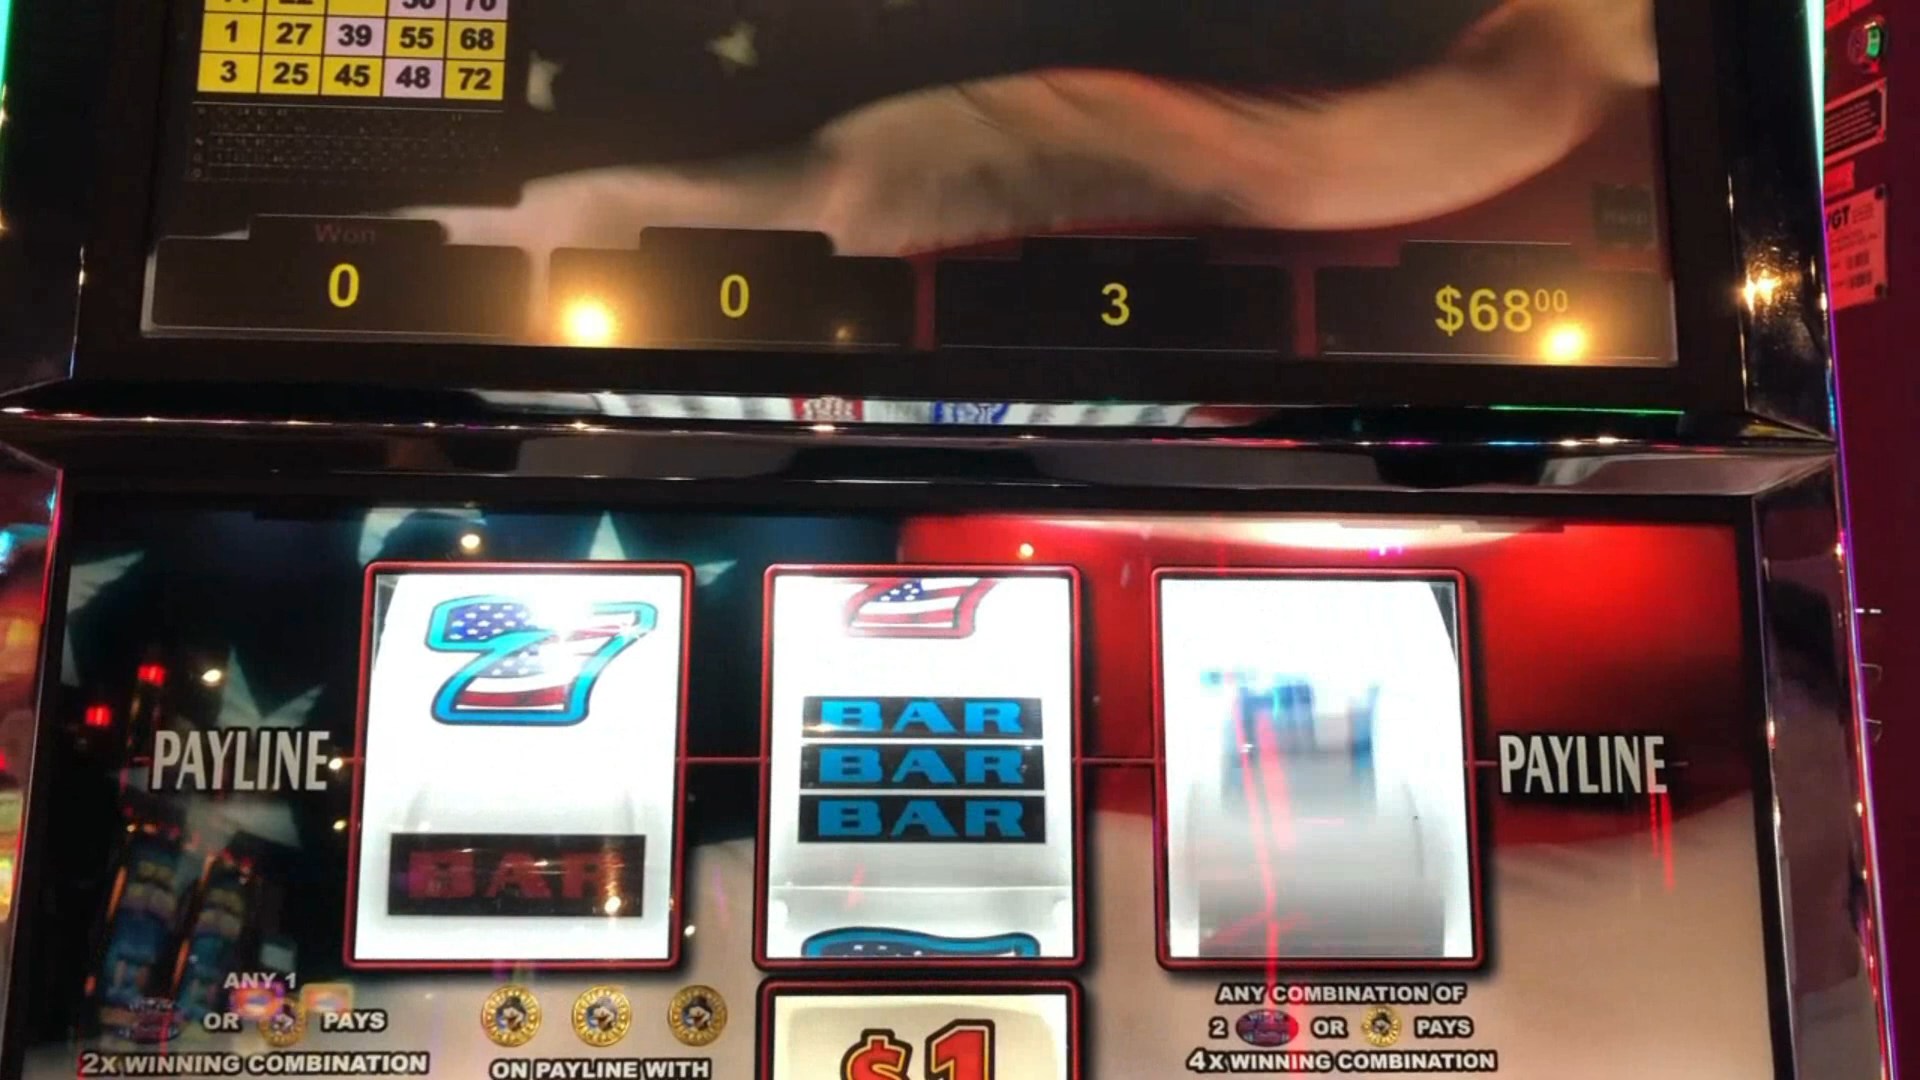 1 27 39 55 68
3 25 45 48 72
Won
0
0
3
$6800
VGT
PAYLINE
PAYLINE
BAR
BAR
BAR
BAR
ANY 1
OR PAYS
2X WINNING COMBINATION
ON PAYLINE WITH
$1
ANY COMBINATION OF
2 OR PAYS
4X WINNING COMBINATION